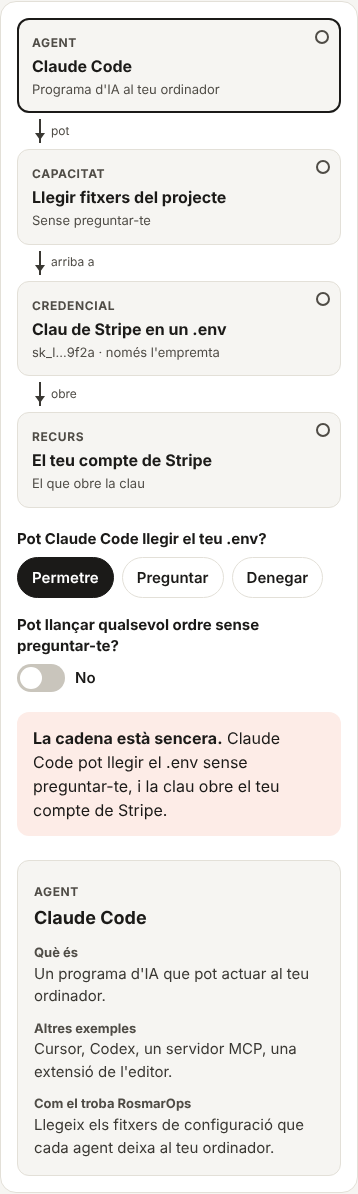 AGENT
Claude Code
Programa d'IA al teu ordinador
pot
CAPACITAT
Llegir fitxers del projecte
Sense preguntar-te
arriba a
CREDENCIAL
Clau de Stripe en un .env
sk_l...9f2a · només l'empremta
obre
RECURS
El teu compte de Stripe
El que obre la clau
Pot Claude Code llegir el teu .env?
Permetre Preguntar Denegar
Pot llançar qualsevol ordre sense
preguntar-te?
No
La cadena està sencera. Claude
Code pot llegir el .env sense
preguntar-te, i la clau obre el teu
compte de Stripe.
AGENT
Claude Code
Què és
Un programa d'IA que pot actuar al teu
ordinador.
Altres exemples
Cursor, Codex, un servidor MCP, una
extensió de l'editor.
Com el troba RosmarOps
Llegeix els fitxers de configuració que
cada agent deixa al teu ordinador.